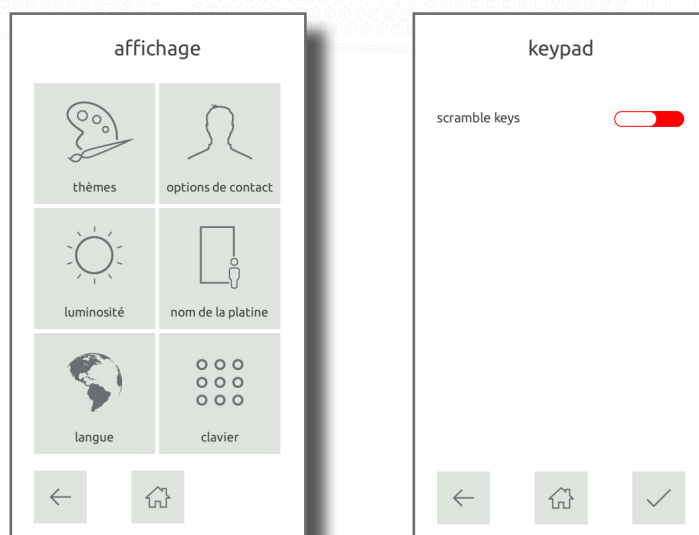 affichage
thèmes
options de contact
luminosité
nom de la platine
langue
clavier
keypad
scramble keys